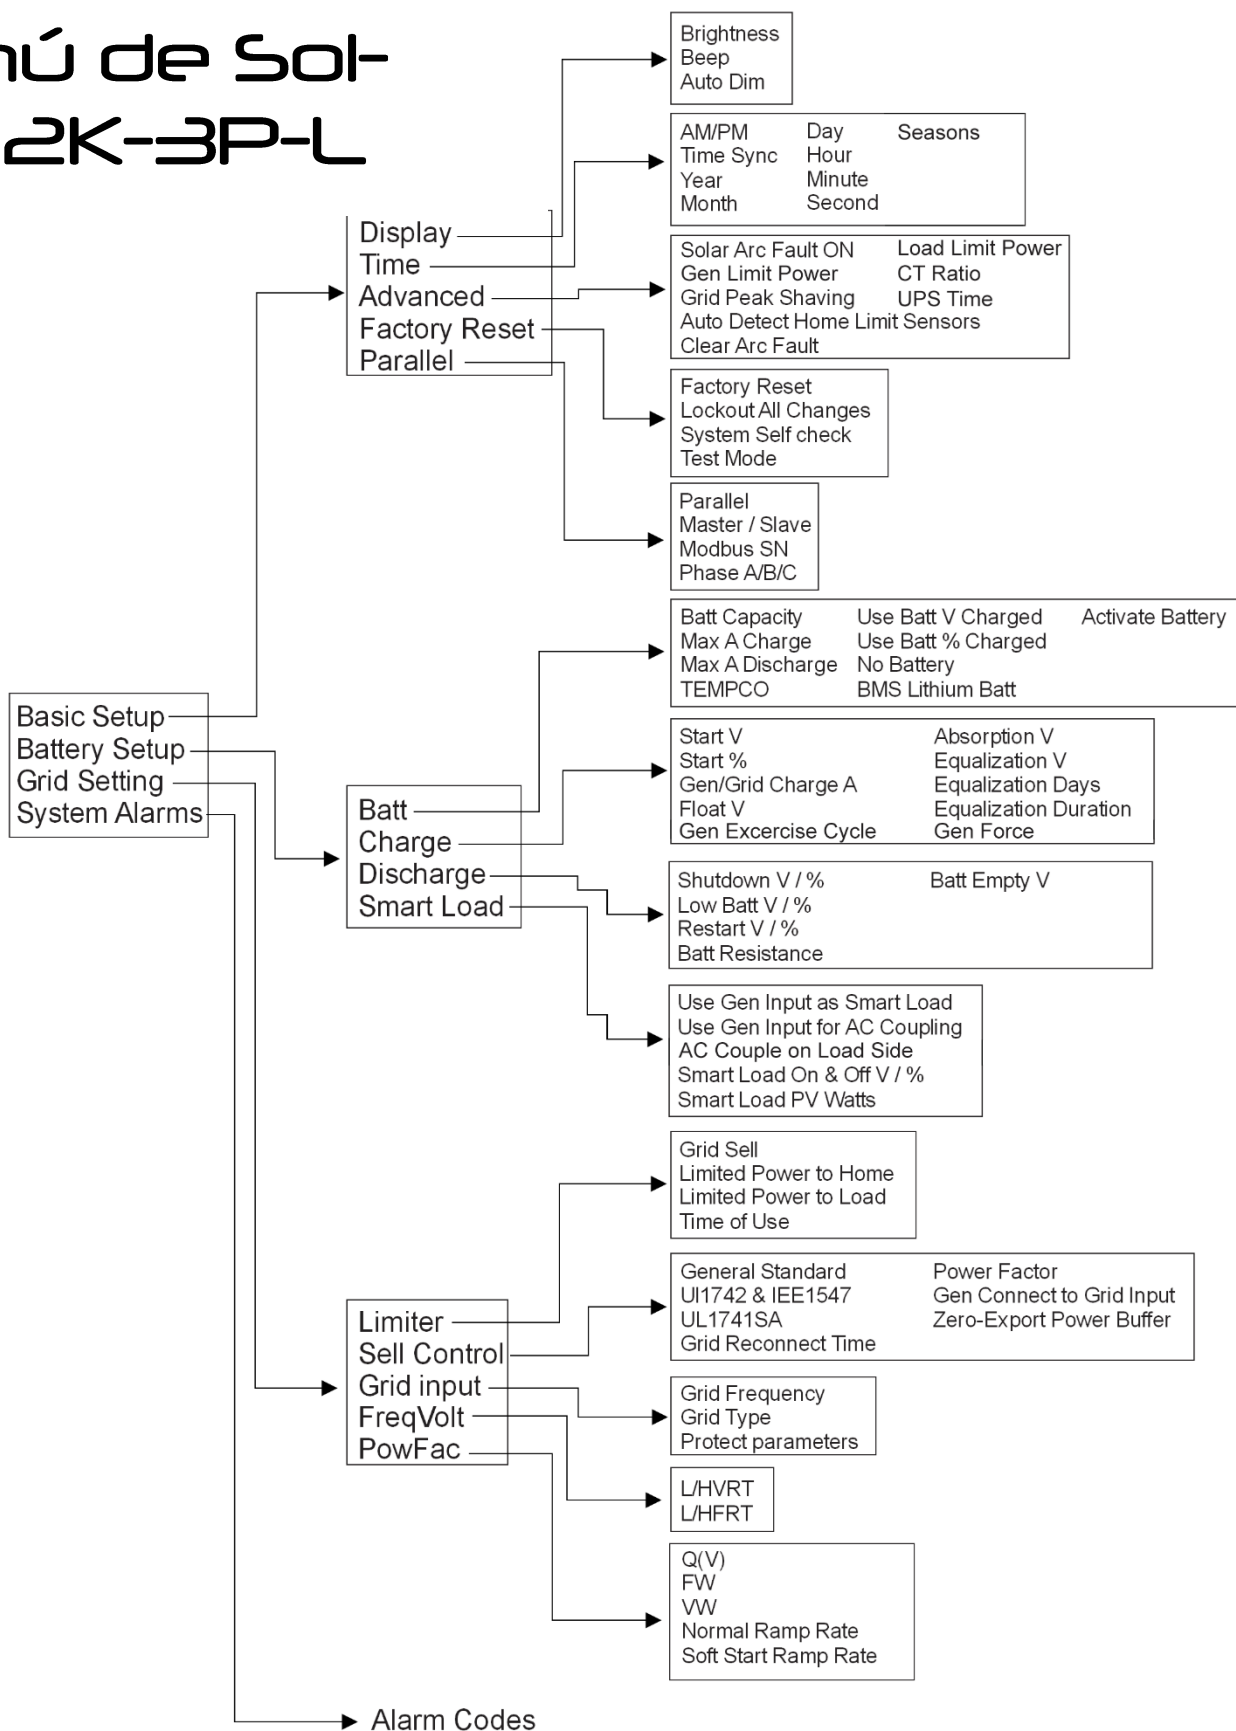 ú de Sol-
2K-3P-L
Brightness
Beep
Auto Dim
AM/PM Day Seasons
Time Sync Hour
Year Minute
Month Second
Display
Time
Advanced
Factory Reset
Parallel
Solar Arc Fault ON Load Limit Power
Gen Limit Power CT Ratio
Grid Peak Shaving UPS Time
Auto Detect Home Limit Sensors
Clear Arc Fault
Factory Reset
Lockout All Changes
System Self check
Test Mode
Parallel
Master / Slave
Modbus SN
Phase A/B/C
Basic Setup
Battery Setup
Grid Setting
System Alarms
Batt Capacity Use Batt V Charged Activate Battery
Max A Charge Use Batt % Charged
Max A Discharge No Battery
TEMPCO BMS Lithium Batt
Batt
Charge
Discharge
Smart Load
Start V Absorption V
Start % Equalization V
Gen/Grid Charge A Equalization Days
Float V Equalization Duration
Gen Excercise Cycle Gen Force
Shutdown V / % Batt Empty V
Low Batt V / %
Restart V / %
Batt Resistance
Use Gen Input as Smart Load
Use Gen Input for AC Coupling
AC Couple on Load Side
Smart Load On & Off V / %
Smart Load PV Watts
Limiter
Sell Control
Grid input
FreqVolt
PowFac
Grid Sell
Limited Power to Home
Limited Power to Load
Time of Use
General Standard Power Factor
Ul1742 & IEE1547 Gen Connect to Grid Input
UL1741SA Zero-Export Power Buffer
Grid Reconnect Time
Grid Frequency
Grid Type
Protect parameters
L/HVRT
L/HFRT
Q(V)
FW
VW
Normal Ramp Rate
Soft Start Ramp Rate
Alarm Codes